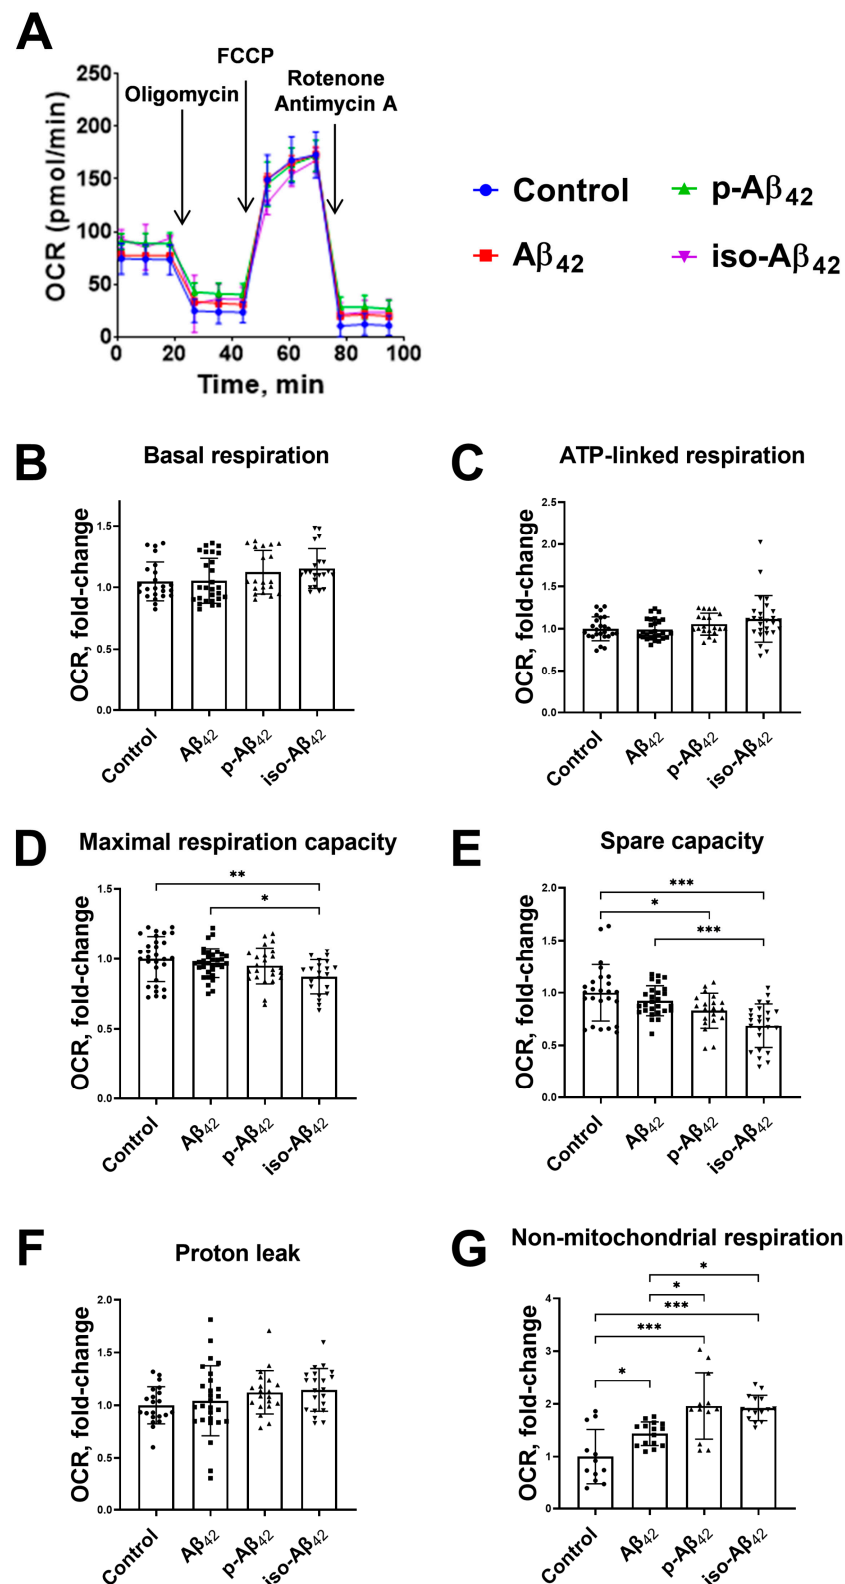 A
FCCP
Oligomycin
Rotenone
Antimycin A
OCR (pmol/min)
250
200
150
100
50
0
0 20 40 60 80 100
Time, min
Control
p-Aβ42
Aβ42
iso-Aβ42
B
Basal respiration
OCR, fold-change
1.5
1.0
0.5
0.0
Control
Aβ42
p-Aβ42
iso-Aβ42
C
ATP-linked respiration
OCR, fold-change
2.5
2.0
1.5
1.0
0.5
0.0
Control
Aβ42
p-Aβ42
iso-Aβ42
D
Maximal respiration capacity
OCR, fold-change
**
*
1.5
1.0
0.5
0.0
Control
Aβ42
p-Aβ42
iso-Aβ42
E
Spare capacity
OCR, fold-change
***
*
***
2.0
1.5
1.0
0.5
0.0
Control
Aβ42
p-Aβ42
iso-Aβ42
F
Proton leak
OCR, fold-change
2.0
1.5
1.0
0.5
0.0
Control
Aβ42
p-Aβ42
iso-Aβ42
G
Non-mitochondrial respiration
OCR, fold-change
*
*
***
***
*
4
3
2
1
0
Control
Aβ42
p-Aβ42
iso-Aβ42